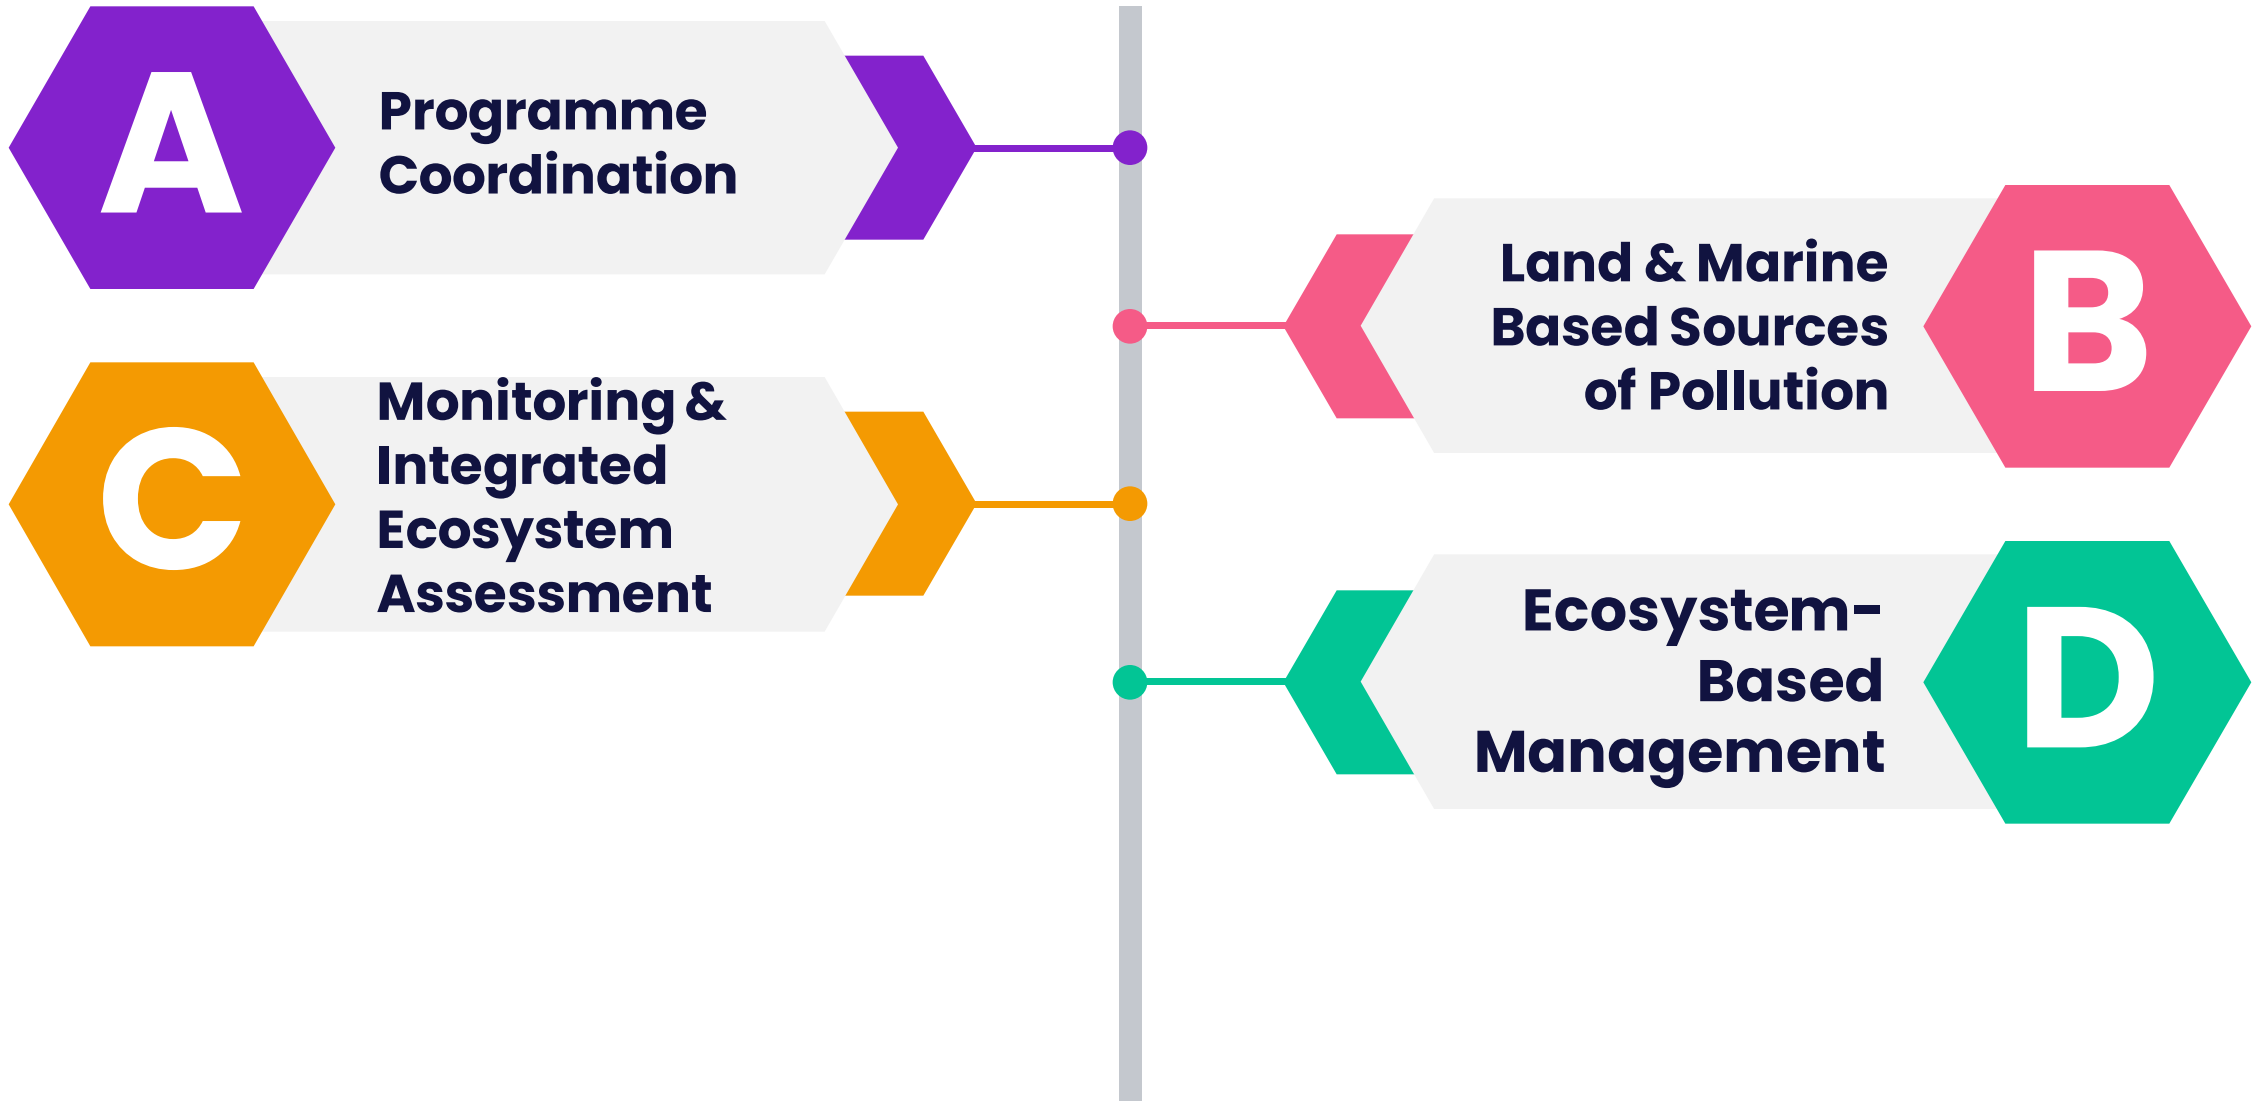 A
Programme
Coordination
B
Land & Marine
Based Sources
of Pollution
C
Monitoring &
Integrated
Ecosystem
Assessment
D
Ecosystem-
Based
Management